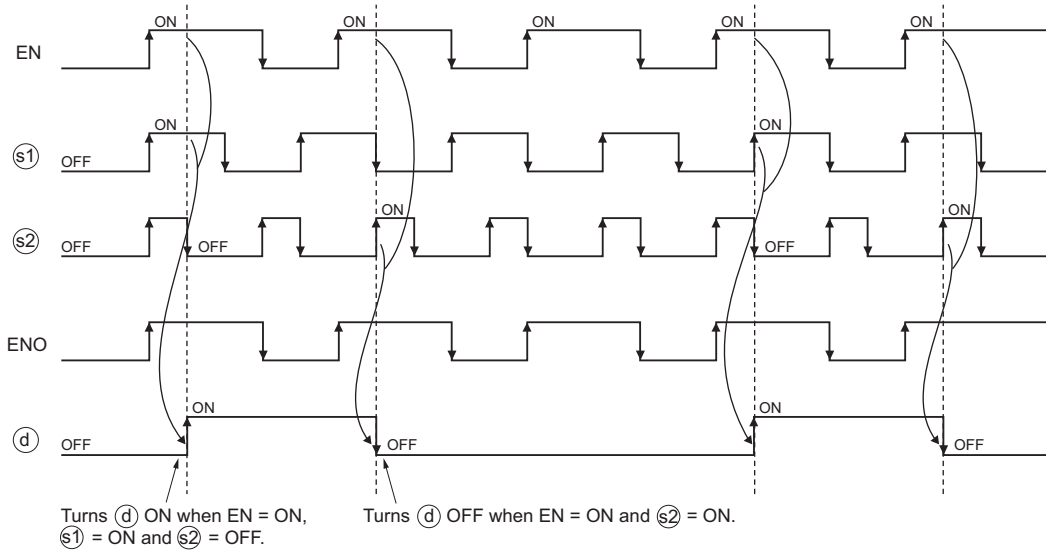 ON ON ON ON ON
EN
ON ON
s1 OFF
ON ON
s2 OFF OFF OFF
ENO
ON ON
d OFF OFF OFF
Turns d ON when EN = ON,
s1 = ON and s2 = OFF.
Turns d OFF when EN = ON and s2 = ON.